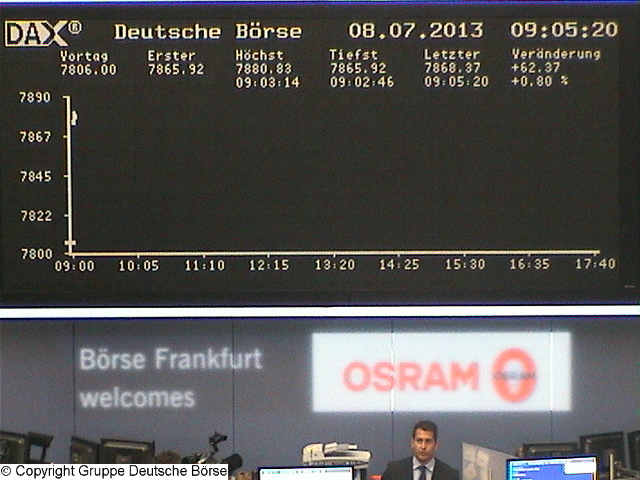 DAX® Deutsche Börse 08.07.2013 09:05:20
Vortag Erster Höchst Tiefst Letzter Veränderung
7806.00 7865.92 7880.83 7865.92 7868.37 +62.37
09:03:14 09:02:46 09:05:20 +0.80 %
7890
7867
7845
7822
7800
09:00 10:05 11:10 12:15 13:20 14:25 15:30 16:35 17:40
Börse Frankfurt
welcomes
OSRAM OSRAM
© Copyright Gruppe Deutsche Börse